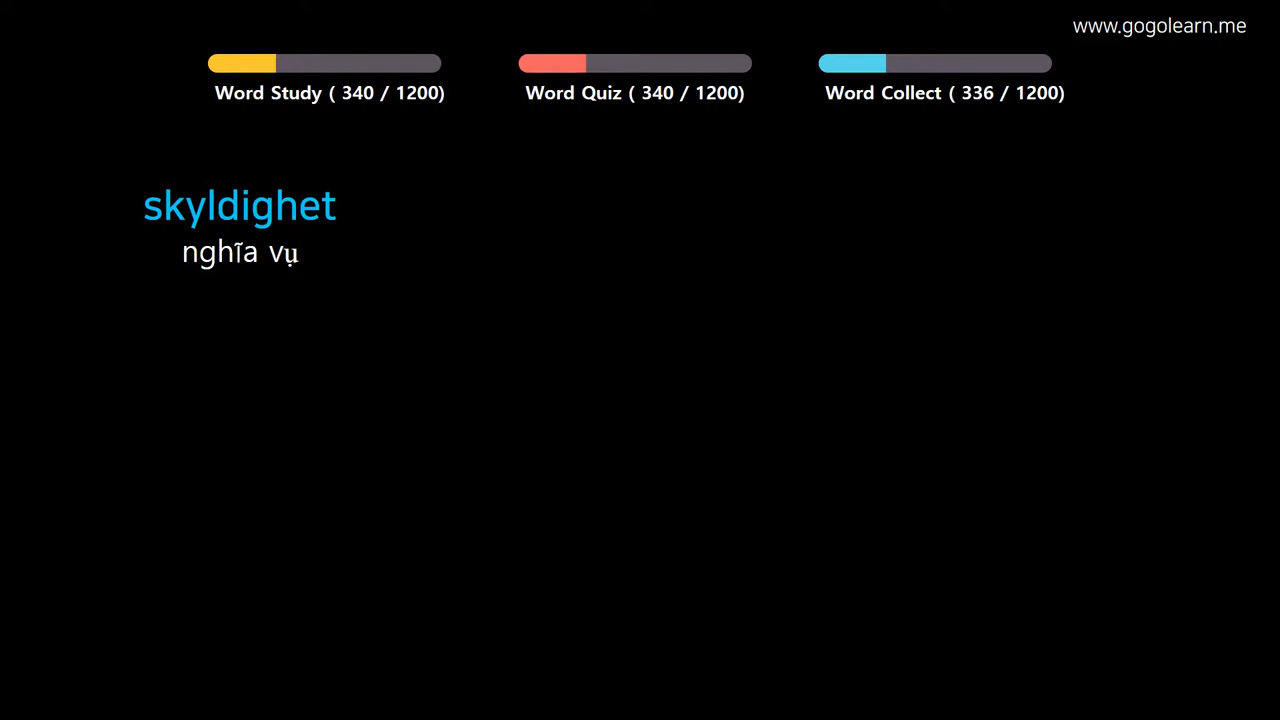 www.gogolearn.me
Word Study ( 340 / 1200)
Word Quiz ( 340 / 1200)
Word Collect ( 336 / 1200)
skyldighet
nghĩa vụ